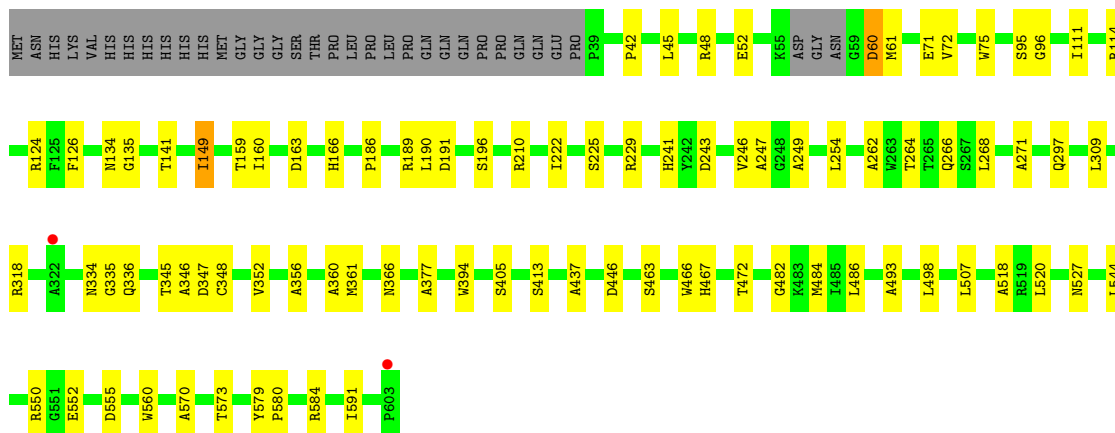 MET ASN HIS LYS VAL HIS HIS HIS HIS HIS HIS MET GLY GLY GLY SER THR PRO LEU PRO PRO LEU PRO GLN GLN GLN PRO PRO GLN GLN GLU PRO P39 P42 L45 R48 E52 K55 ASP GLY ASN G59 D60 M61 E71 V72 W75 S95 G96 I111 R114
R124 F125 F126 N134 G135 T141 I149 T159 I160 D163 H166 P186 R189 L190 D191 S196 R210 I222 S225 R229 H241 Y242 D243 V246 A247 G248 A249 L254 A262 W263 T264 T265 Q266 S267 L268 A271 Q297 L309
R318 A322 N334 G335 Q336 T345 A346 D347 C348 V352 A356 A360 M361 N366 A377 W394 S405 S413 A437 D446 S463 W466 H467 T472 G482 K483 M484 I485 L486 A493 L498 L507 A518 R519 L520 N527 L544
R550 G551 E552 D555 W560 A570 T573 Y579 P580 R584 I591 P603